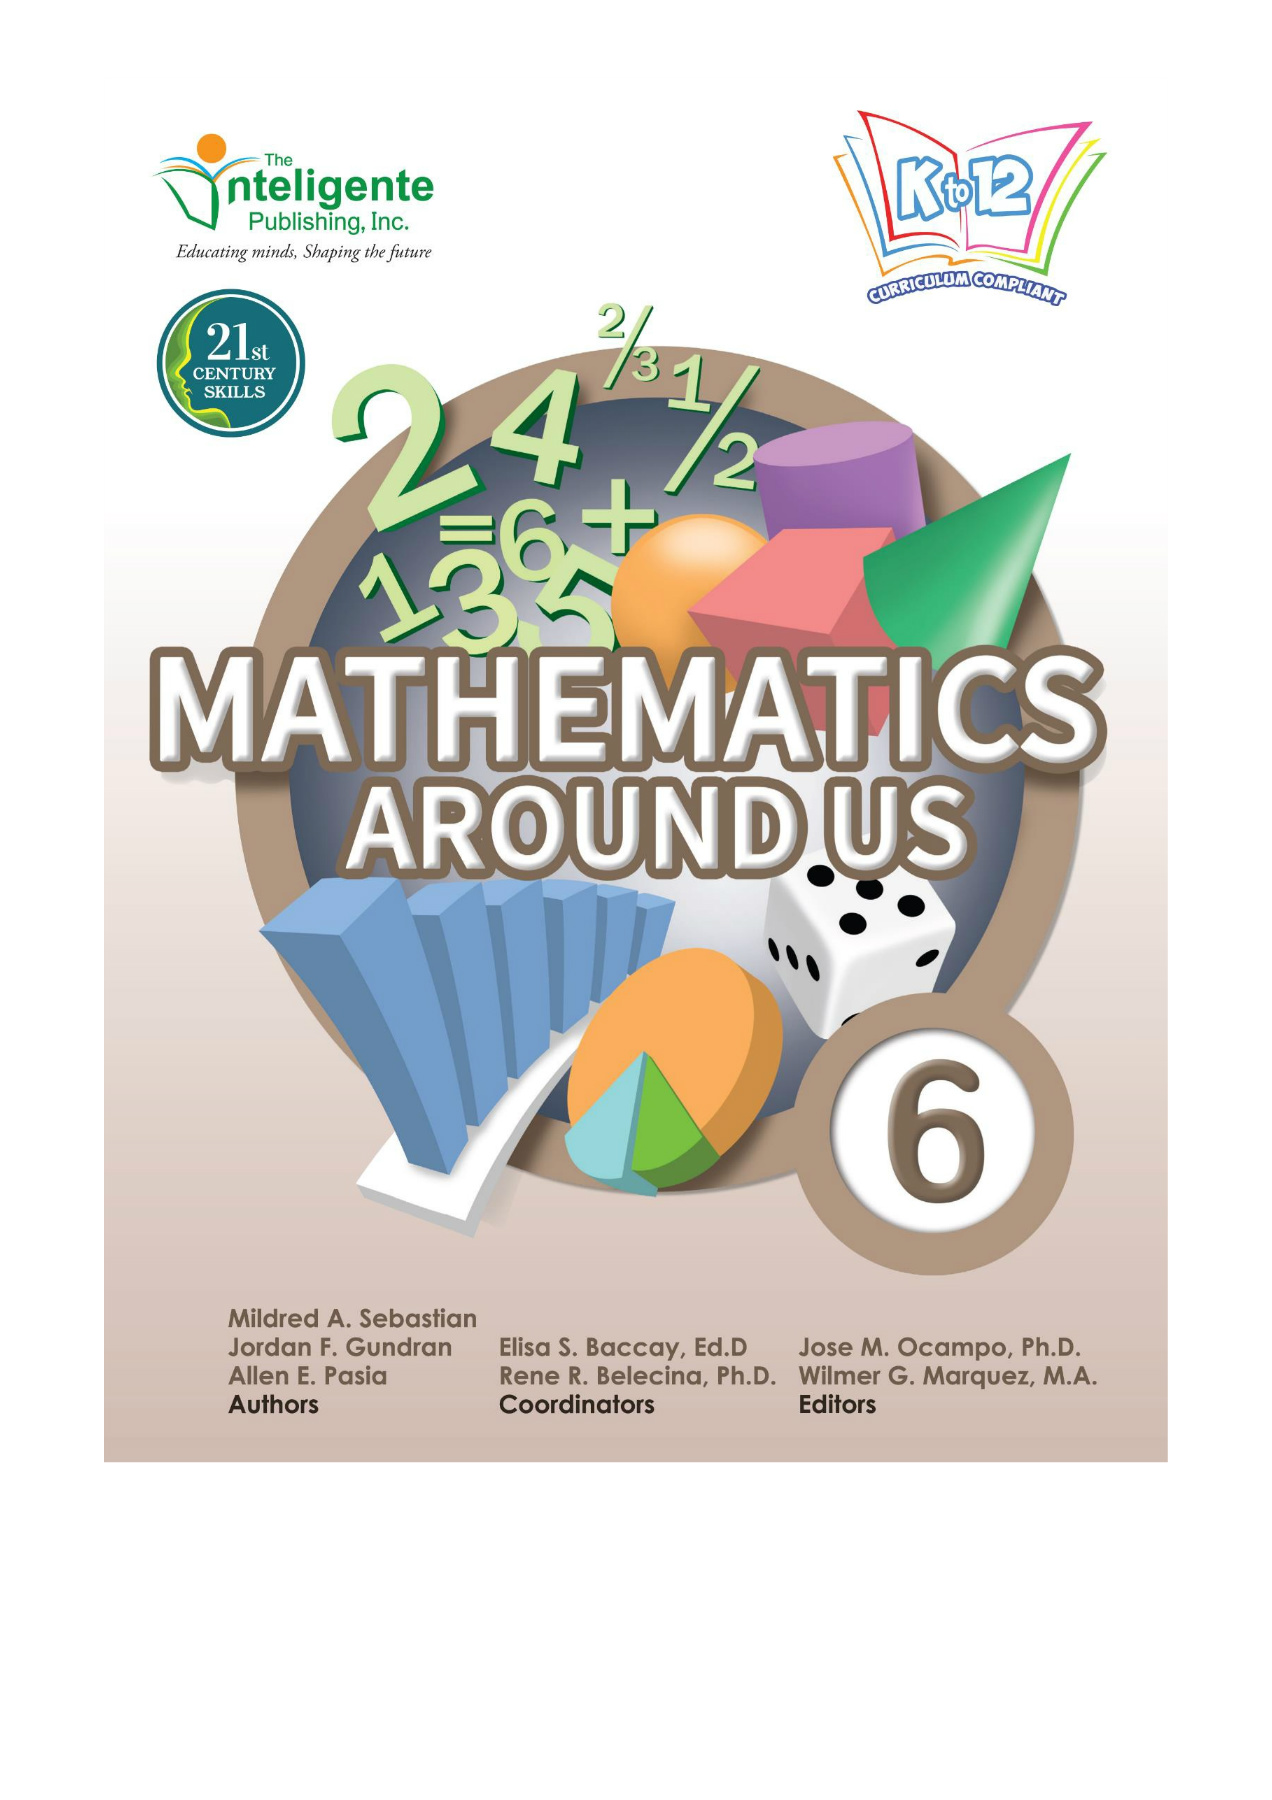 The
Inteligente
Publishing, Inc.
Educating minds, Shaping the future
K to 12
CURRICULUM COMPLIANT
21st
CENTURY
SKILLS
2/3
2 4 1/2
= 6 +
1 3 5
MATHEMATICS
AROUND US
6
Mildred A. Sebastian
Jordan F. Gundran
Allen E. Pasia
Authors
Elisa S. Baccay, Ed.D
Rene R. Belecina, Ph.D.
Coordinators
Jose M. Ocampo, Ph.D.
Wilmer G. Marquez, M.A.
Editors